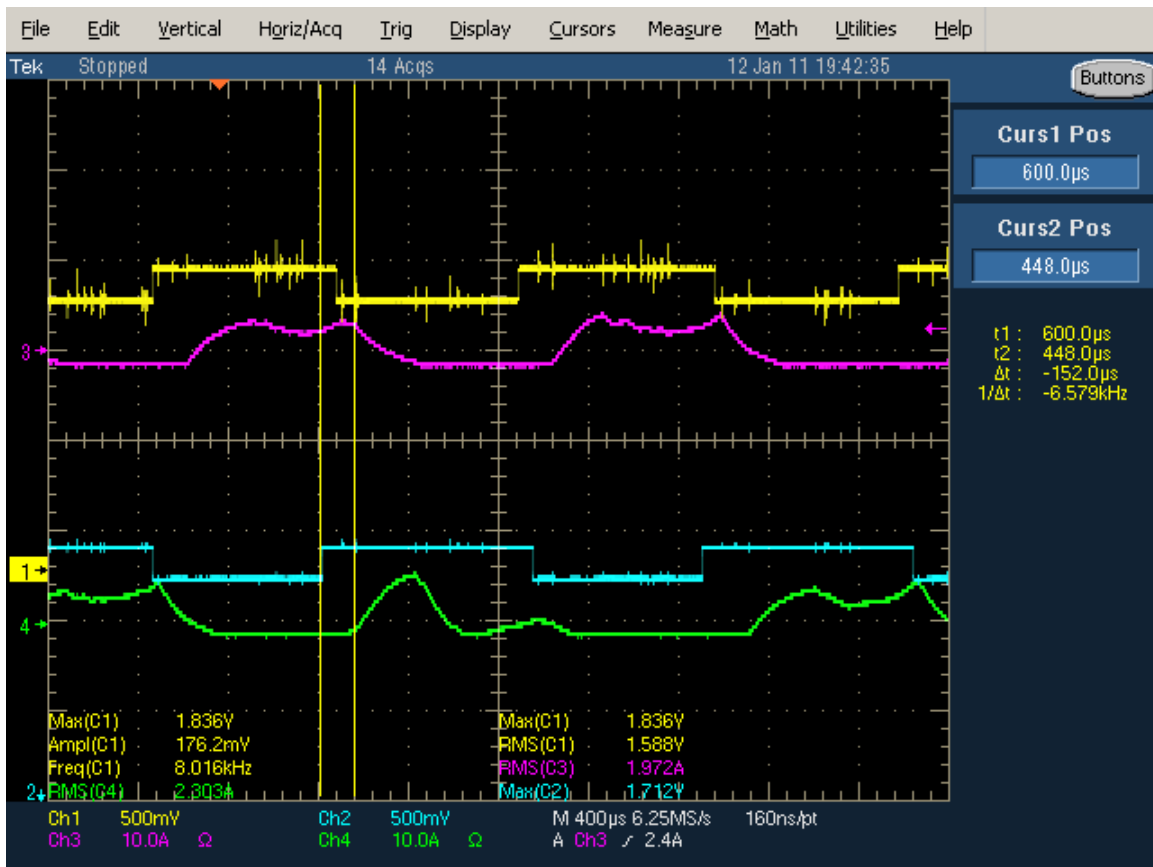 File Edit Vertical Horiz/Acq Trig Display Cursors Measure Math Utilities Help
Tek Stopped 14 Acqs 12 Jan 11 19:42:35
Buttons
Curs1 Pos
600.0µs
Curs2 Pos
448.0µs
t1 : 600.0µs
t2 : 448.0µs
Δt : -152.0µs
1/Δt : -6.579kHz
3
1
4
2
Max(C1) 1.836V
Ampl(C1) 176.2mV
Freq(C1) 8.016kHz
RMS(C4) 2.303A
Max(C1) 1.836V
RMS(C1) 1.588V
RMS(C3) 1.972A
Max(C2) 1.712V
Ch1 500mV Ch2 500mV M 400µs 6.25MS/s 160ns/pt
Ch3 10.0A Ω Ch4 10.0A Ω A Ch3 2.4A